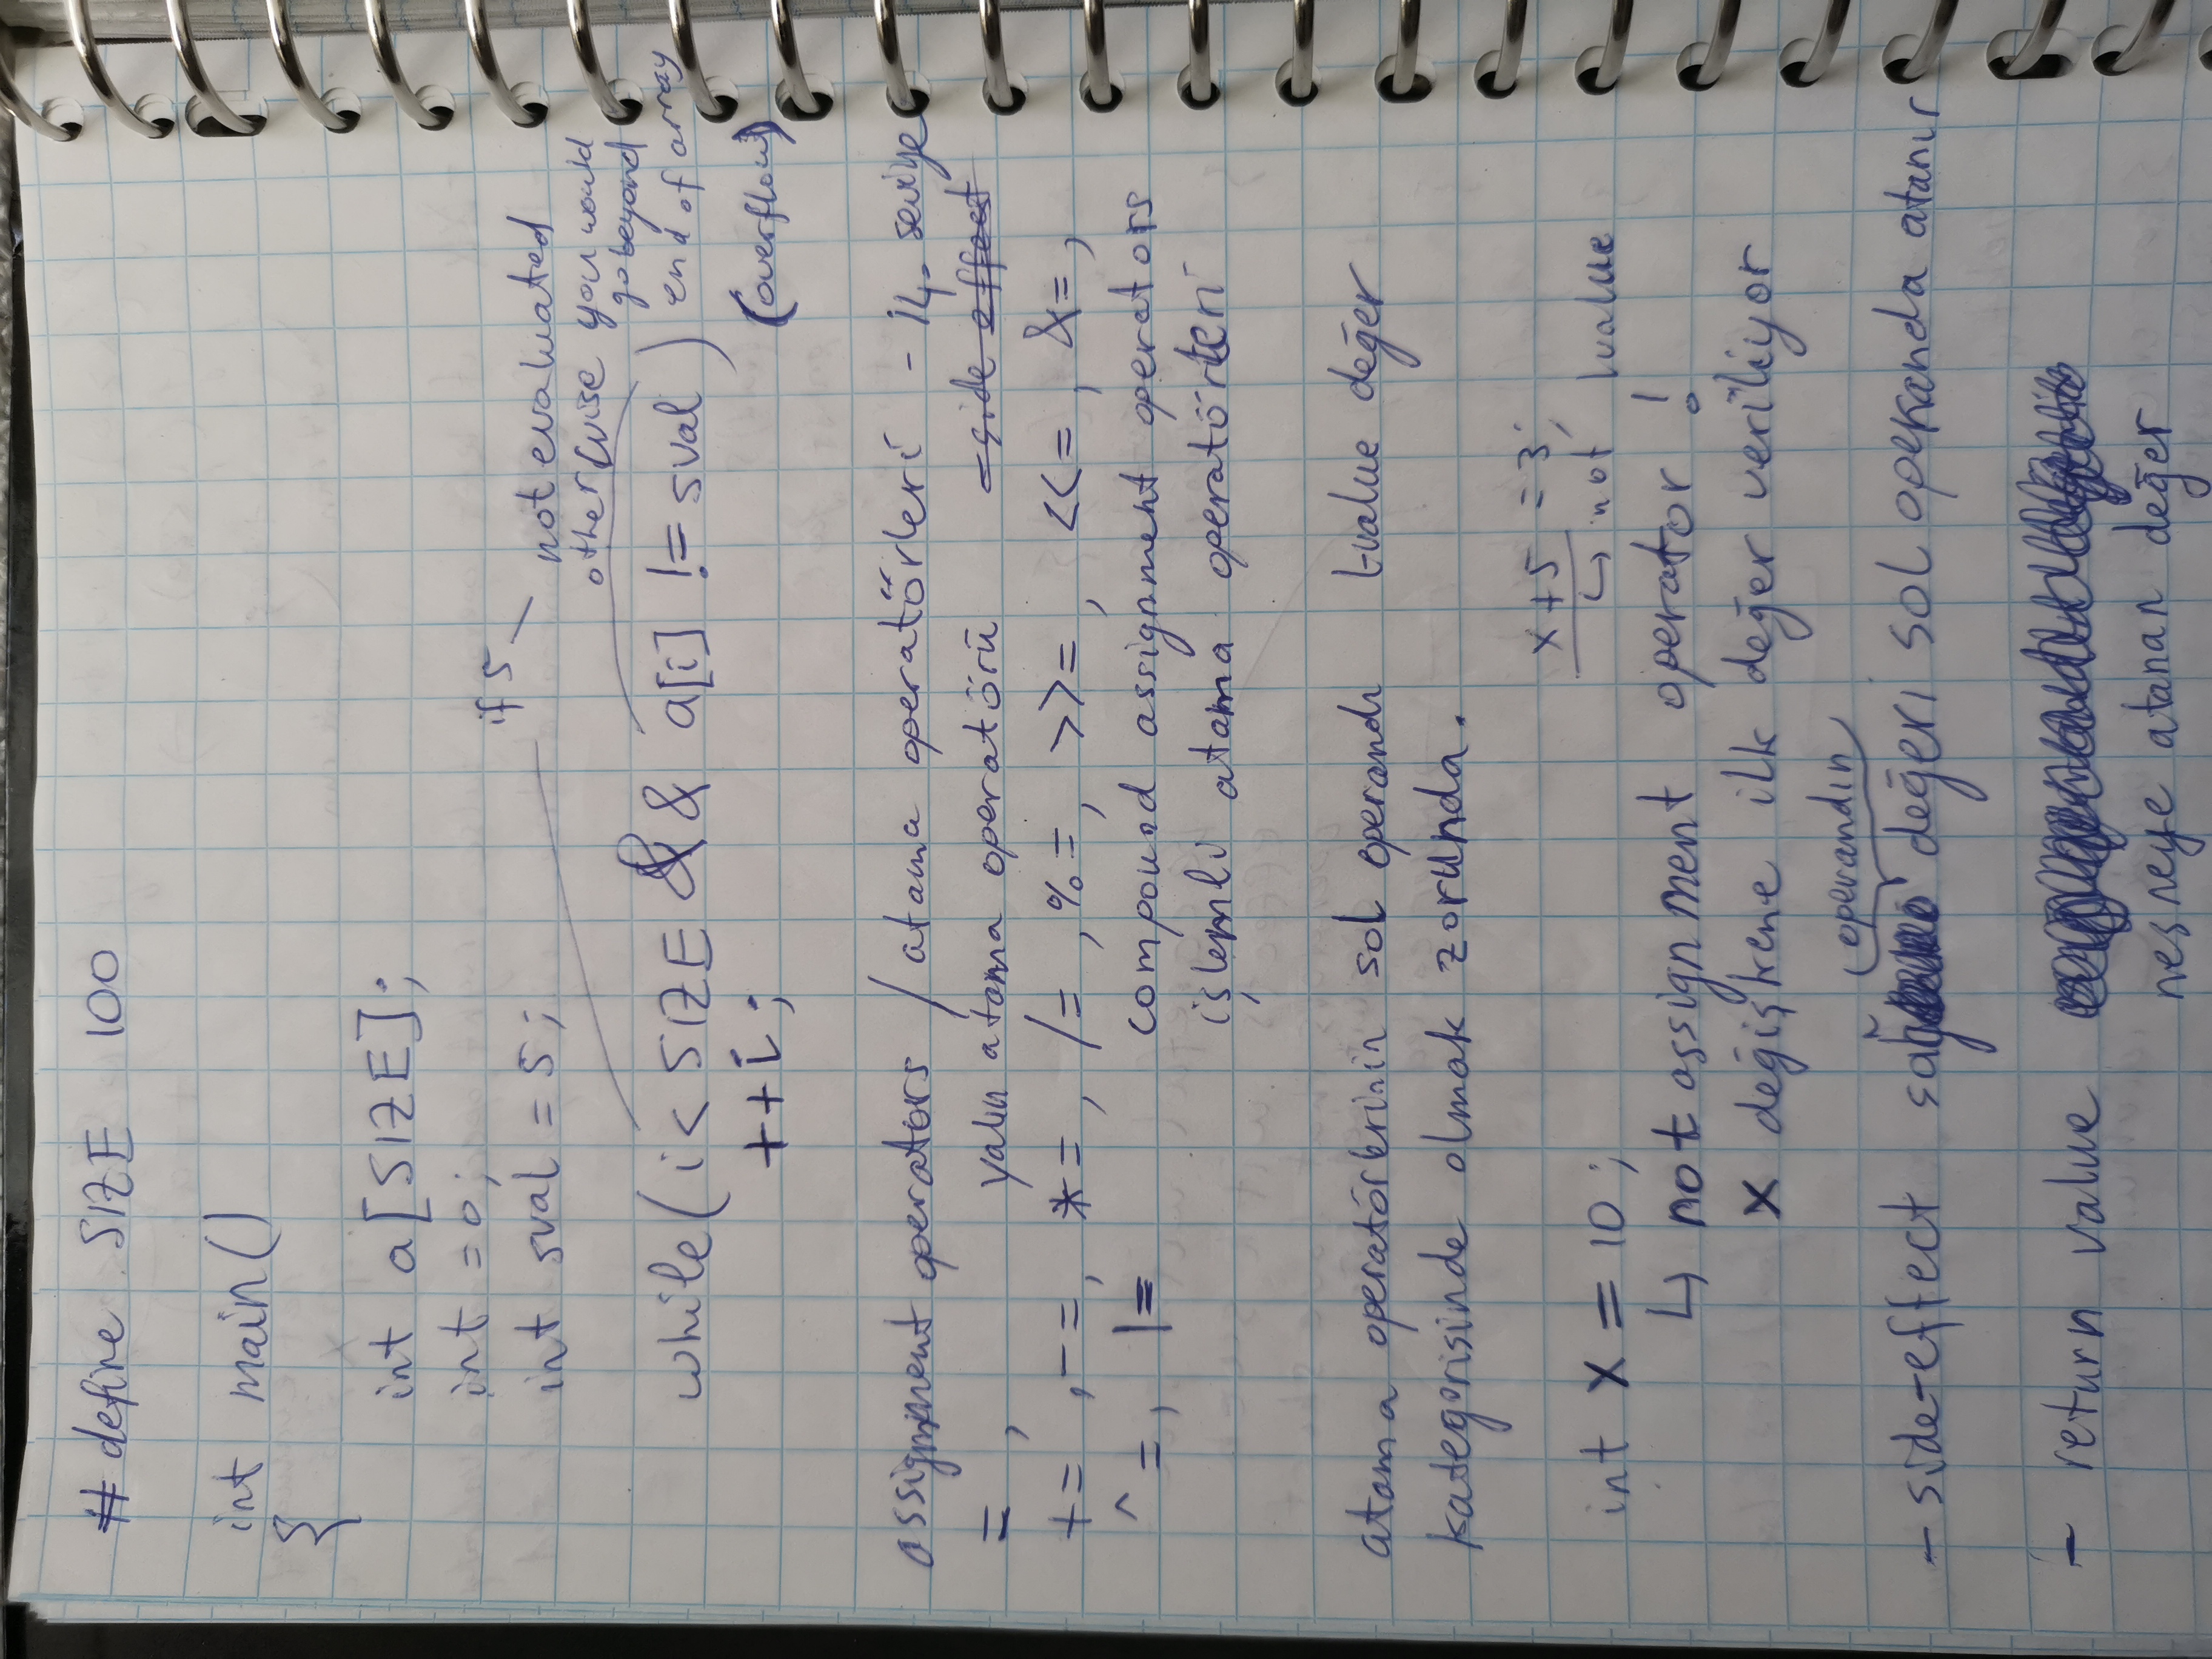 # define SIZE 100
int main()
{
int a[SIZE];
int = 0;
int sval = 5;
if 5
not evaluated
otherwise you would
go beyond
end of array
(overflow)
while( i < SIZE && a[i] != sval )
++i;
assignment operators / atama operatörleri - 14. seviye
= , yalın atama operatörü - side effect
+= , -= , *= , /= , %= , >>= , <<= , &= ,
^ = , |= compound assignment operators
işlemli atama operatörleri
atama operatörlerinin sol operandı l-value değer
kategorisinde olmak zorunda.
x + 5 = 3;
↳ not lvalue
int x = 10 ;
↳ not assignment operator !
x değişkene ilk değer veriliyor
operandın
- side-effect sağ değeri sol operanda atanır
- return value
nesneye atanan değer